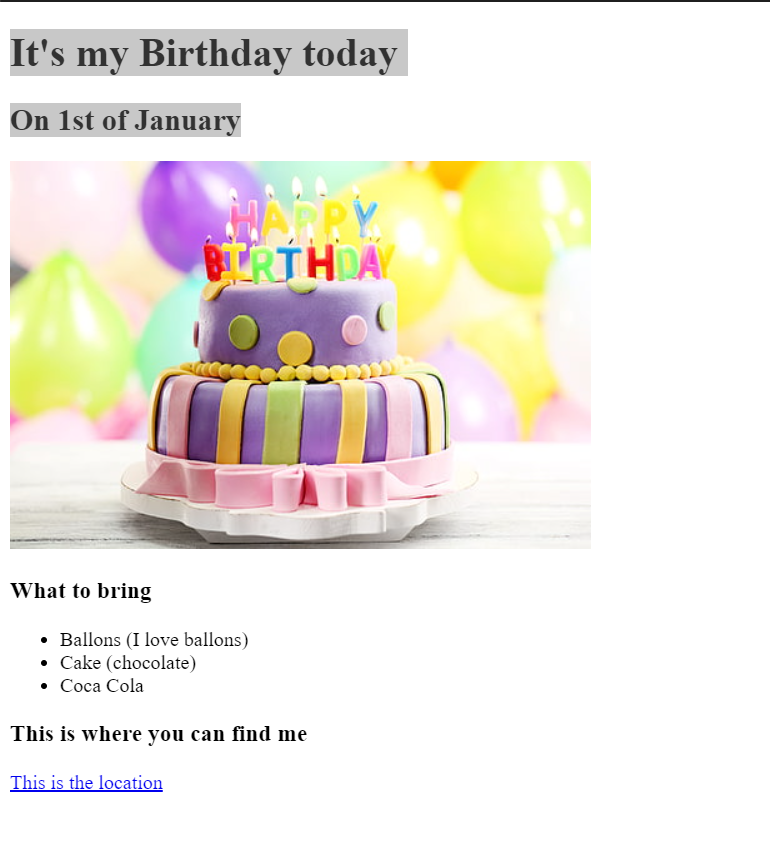 It's my Birthday today
On 1st of January
HAPPY
BIRTHDAY
What to bring
Ballons (I love ballons)
Cake (chocolate)
Coca Cola
This is where you can find me
This is the location